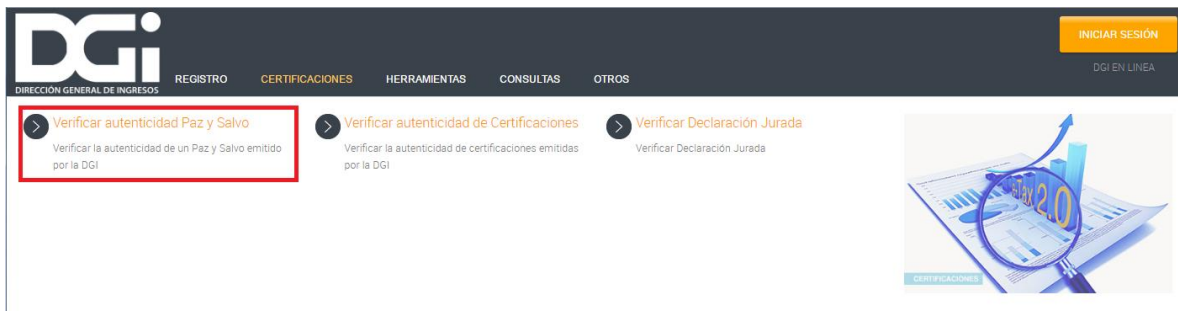 DGi
DIRECCIÓN GENERAL DE INGRESOS
REGISTRO CERTIFICACIONES HERRAMIENTAS CONSULTAS OTROS
INICIAR SESIÓN
DGI EN LINEA
Verificar autenticidad Paz y Salvo
Verificar la autenticidad de un Paz y Salvo emitido
por la DGI
Verificar autenticidad de Certificaciones
Verificar la autenticidad de certificaciones emitidas
por la DGI
Verificar Declaración Jurada
Verificar Declaración Jurada
e-Tax 2.0
CERTIFICACIONES